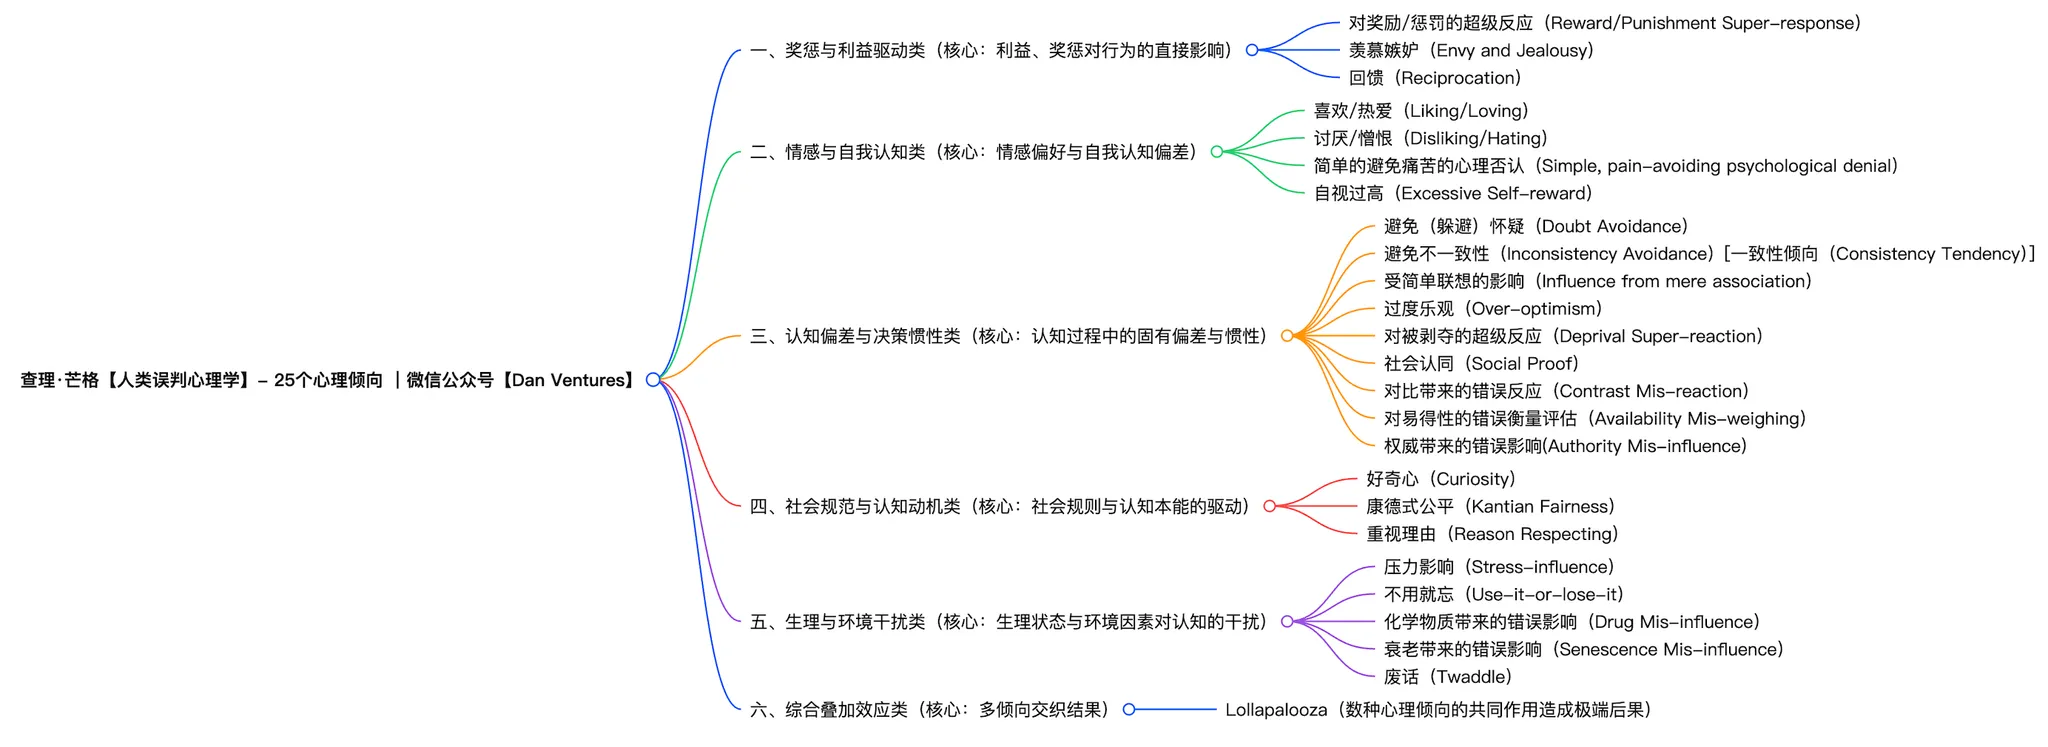 查理·芒格【人类误判心理学】- 25个心理倾向 ｜微信公众号【Dan Ventures】
一、奖惩与利益驱动类（核心：利益、奖惩对行为的直接影响）
对奖励/惩罚的超级反应（Reward/Punishment Super-response）
羡慕嫉妒（Envy and Jealousy）
回馈（Reciprocation）
二、情感与自我认知类（核心：情感偏好与自我认知偏差）
喜欢/热爱（Liking/Loving）
讨厌/憎恨（Disliking/Hating）
简单的避免痛苦的心理否认（Simple, pain-avoiding psychological denial）
自视过高（Excessive Self-reward）
三、认知偏差与决策惯性类（核心：认知过程中的固有偏差与惯性）
避免（躲避）怀疑（Doubt Avoidance）
避免不一致性（Inconsistency Avoidance）[一致性倾向（Consistency Tendency）]
受简单联想的影响（Influence from mere association）
过度乐观（Over-optimism）
对被剥夺的超级反应（Deprival Super-reaction）
社会认同（Social Proof）
对比带来的错误反应（Contrast Mis-reaction）
对易得性的错误衡量评估（Availability Mis-weighing）
权威带来的错误影响(Authority Mis-influence）
四、社会规范与认知动机类（核心：社会规则与认知本能的驱动）
好奇心（Curiosity）
康德式公平（Kantian Fairness）
重视理由（Reason Respecting）
五、生理与环境干扰类（核心：生理状态与环境因素对认知的干扰）
压力影响（Stress-influence）
不用就忘（Use-it-or-lose-it）
化学物质带来的错误影响（Drug Mis-influence）
衰老带来的错误影响（Senescence Mis-influence）
废话（Twaddle）
六、综合叠加效应类（核心：多倾向交织结果）
Lollapalooza（数种心理倾向的共同作用造成极端后果）